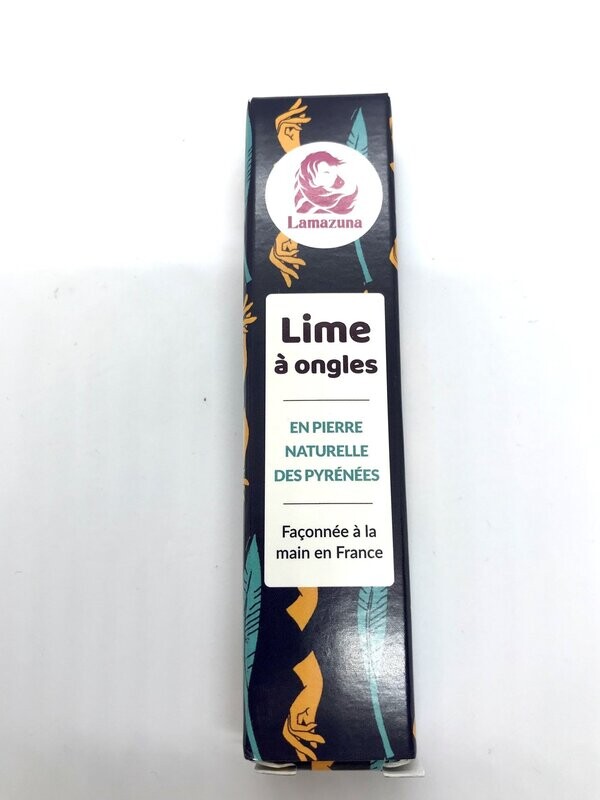 Lamazuna
Lime
à ongles
EN PIERRE
NATURELLE
DES PYRÉNÉES
Façonnée à la
main en France